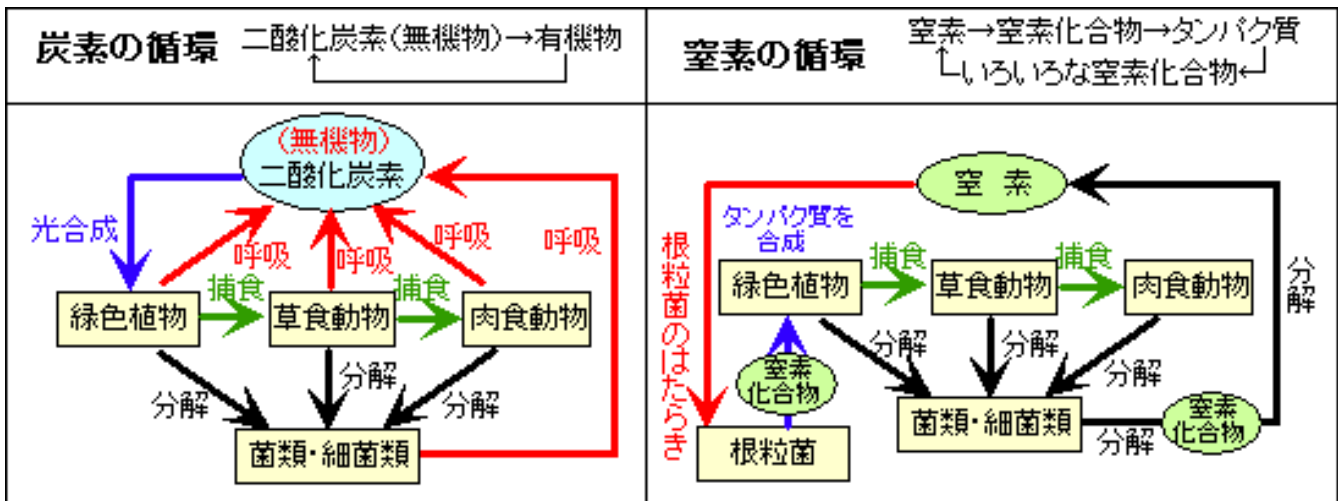 炭素の循環
二酸化炭素(無機物)→有機物
(無機物)
二酸化炭素
光合成
呼吸
呼吸
呼吸
呼吸
捕食
捕食
緑色植物
草食動物
肉食動物
分解
分解
分解
菌類・細菌類
窒素の循環
窒素→窒素化合物→タンパク質
いろいろな窒素化合物
窒素
タンパク質を
合成
根粒菌のはたらき
捕食
捕食
緑色植物
草食動物
肉食動物
分解
分解
分解
分解
窒素
化合物
根粒菌
菌類・細菌類
分解
窒素
化合物